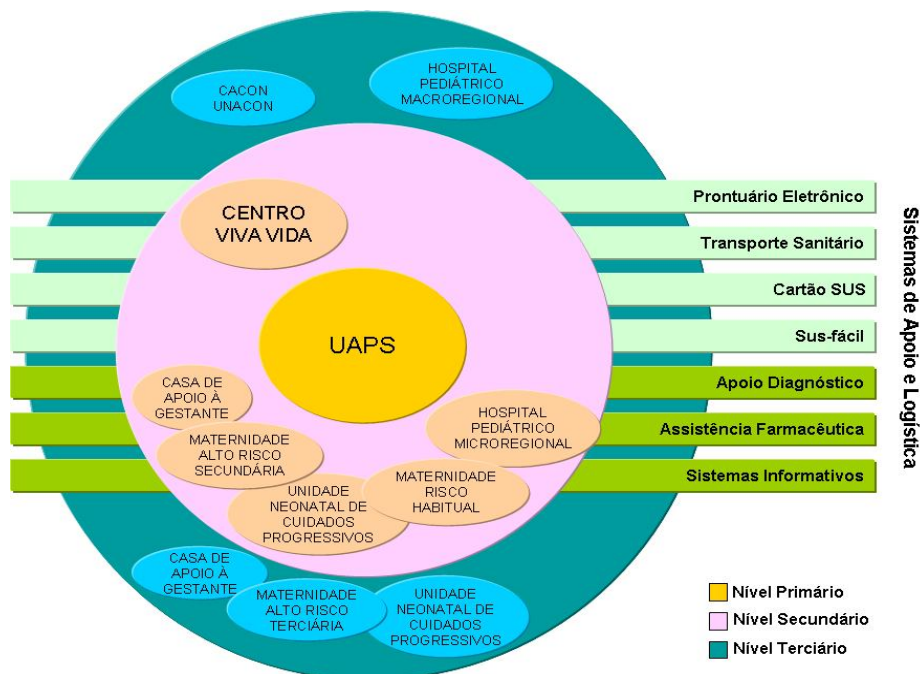 CACON
UNACON
HOSPITAL
PEDIÁTRICO
MACROREGIONAL
CENTRO
VIVA VIDA
UAPS
CASA DE
APOIO À
GESTANTE
MATERNIDADE
ALTO RISCO
SECUNDÁRIA
UNIDADE
NEONATAL DE
CUIDADOS
PROGRESSIVOS
MATERNIDADE
RISCO
HABITUAL
HOSPITAL
PEDIÁTRICO
MICROREGIONAL
CASA DE
APOIO À
GESTANTE
MATERNIDADE
ALTO RISCO
TERCIÁRIA
UNIDADE
NEONATAL DE
CUIDADOS
PROGRESSIVOS
Prontuário Eletrônico
Transporte Sanitário
Cartão SUS
Sus-fácil
Apoio Diagnóstico
Assistência Farmacêutica
Sistemas Informativos
Sistemas de Apoio e Logística
Nível Primário
Nível Secundário
Nível Terciário